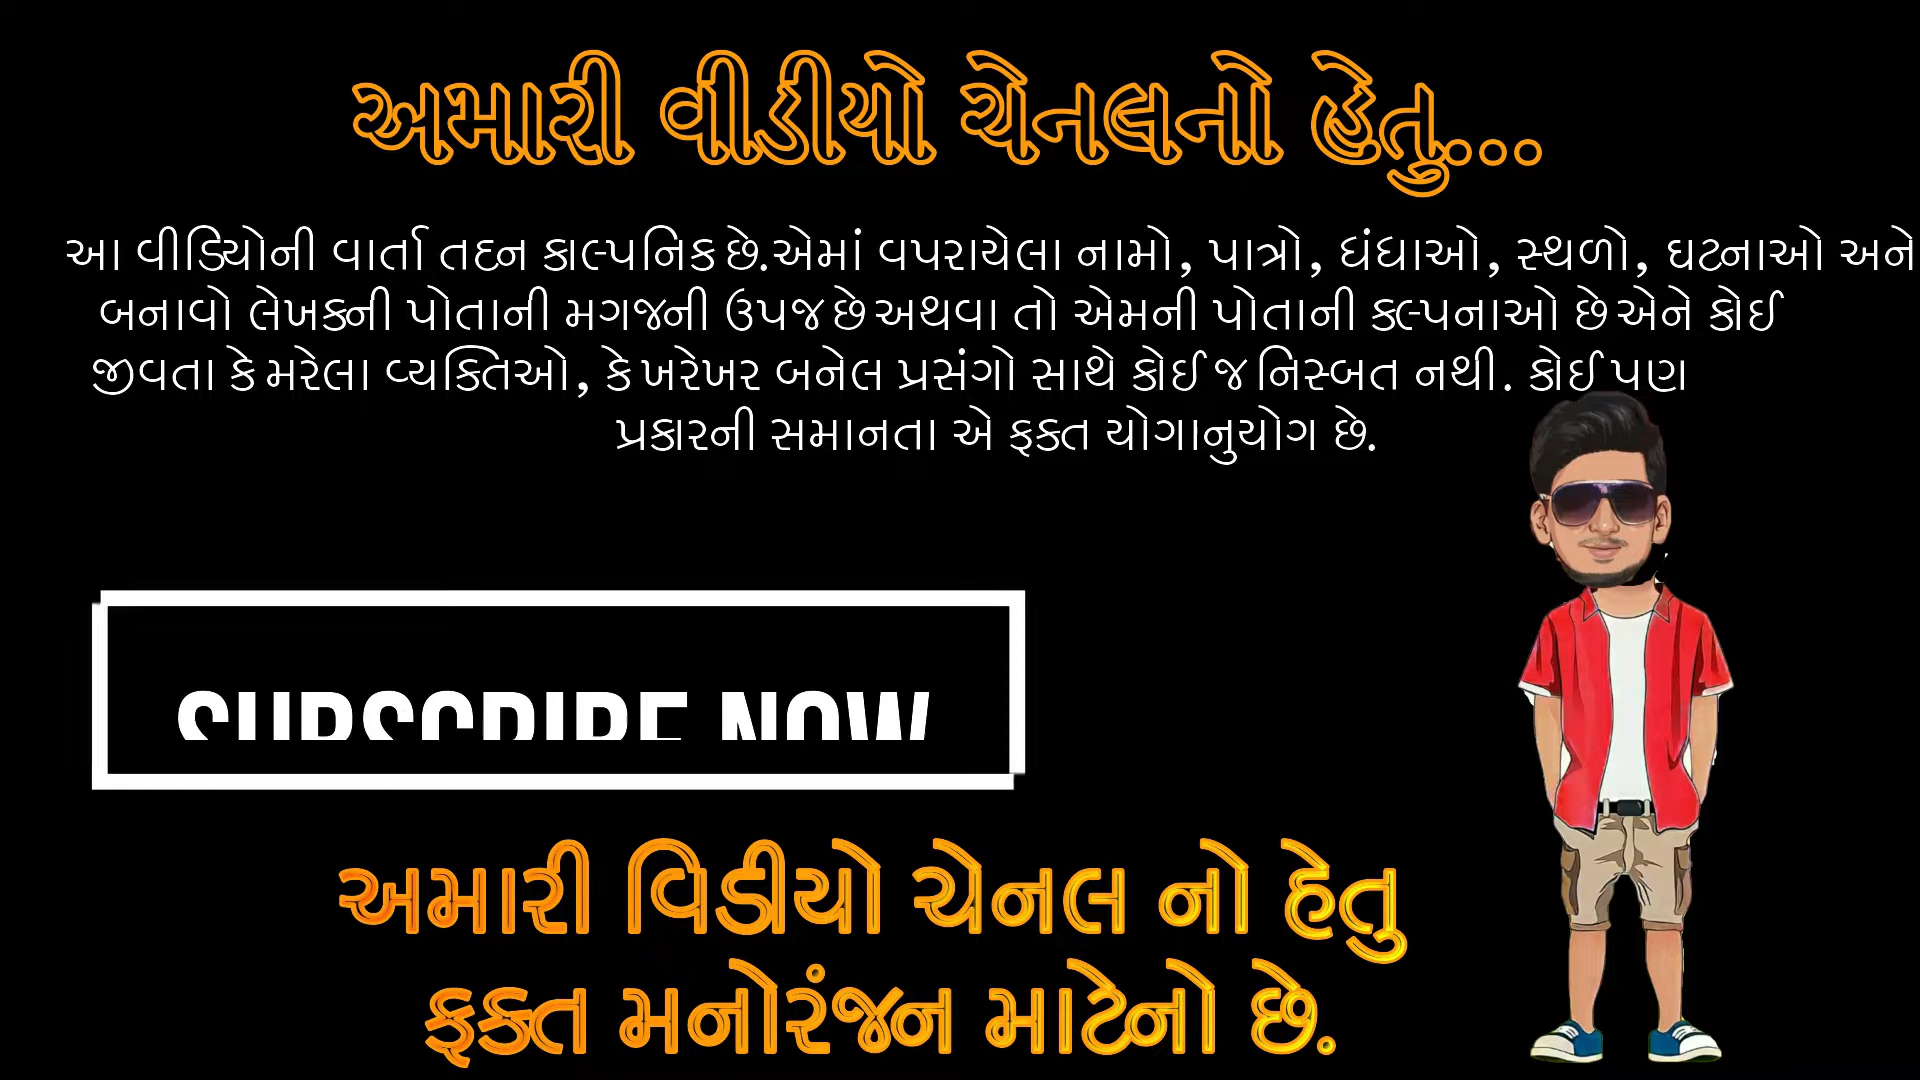 અમારી વીડીયો ચેનલનો હેતુ...
આ વીડિયોની વાર્તા તદન કાલ્પનિક છે.એમાં વપરાયેલા નામો, પાત્રો, ધંધાઓ, સ્થળો, ઘટનાઓ અને
બનાવો લેખકની પોતાની મગજની ઉપજ છે અથવા તો એમની પોતાની કલ્પનાઓ છે એને કોઈ
જીવતા કે મરેલા વ્યક્તિઓ, કે ખરેખર બનેલ પ્રસંગો સાથે કોઈ જ નિસ્બત નથી. કોઈ પણ
પ્રકારની સમાનતા એ ફક્ત યોગાનુયોગ છે.
SUBSCRIBE NOW
અમારી વિડીયો ચેનલ નો હેતુ
ફક્ત મનોરંજન માટેનો છે.